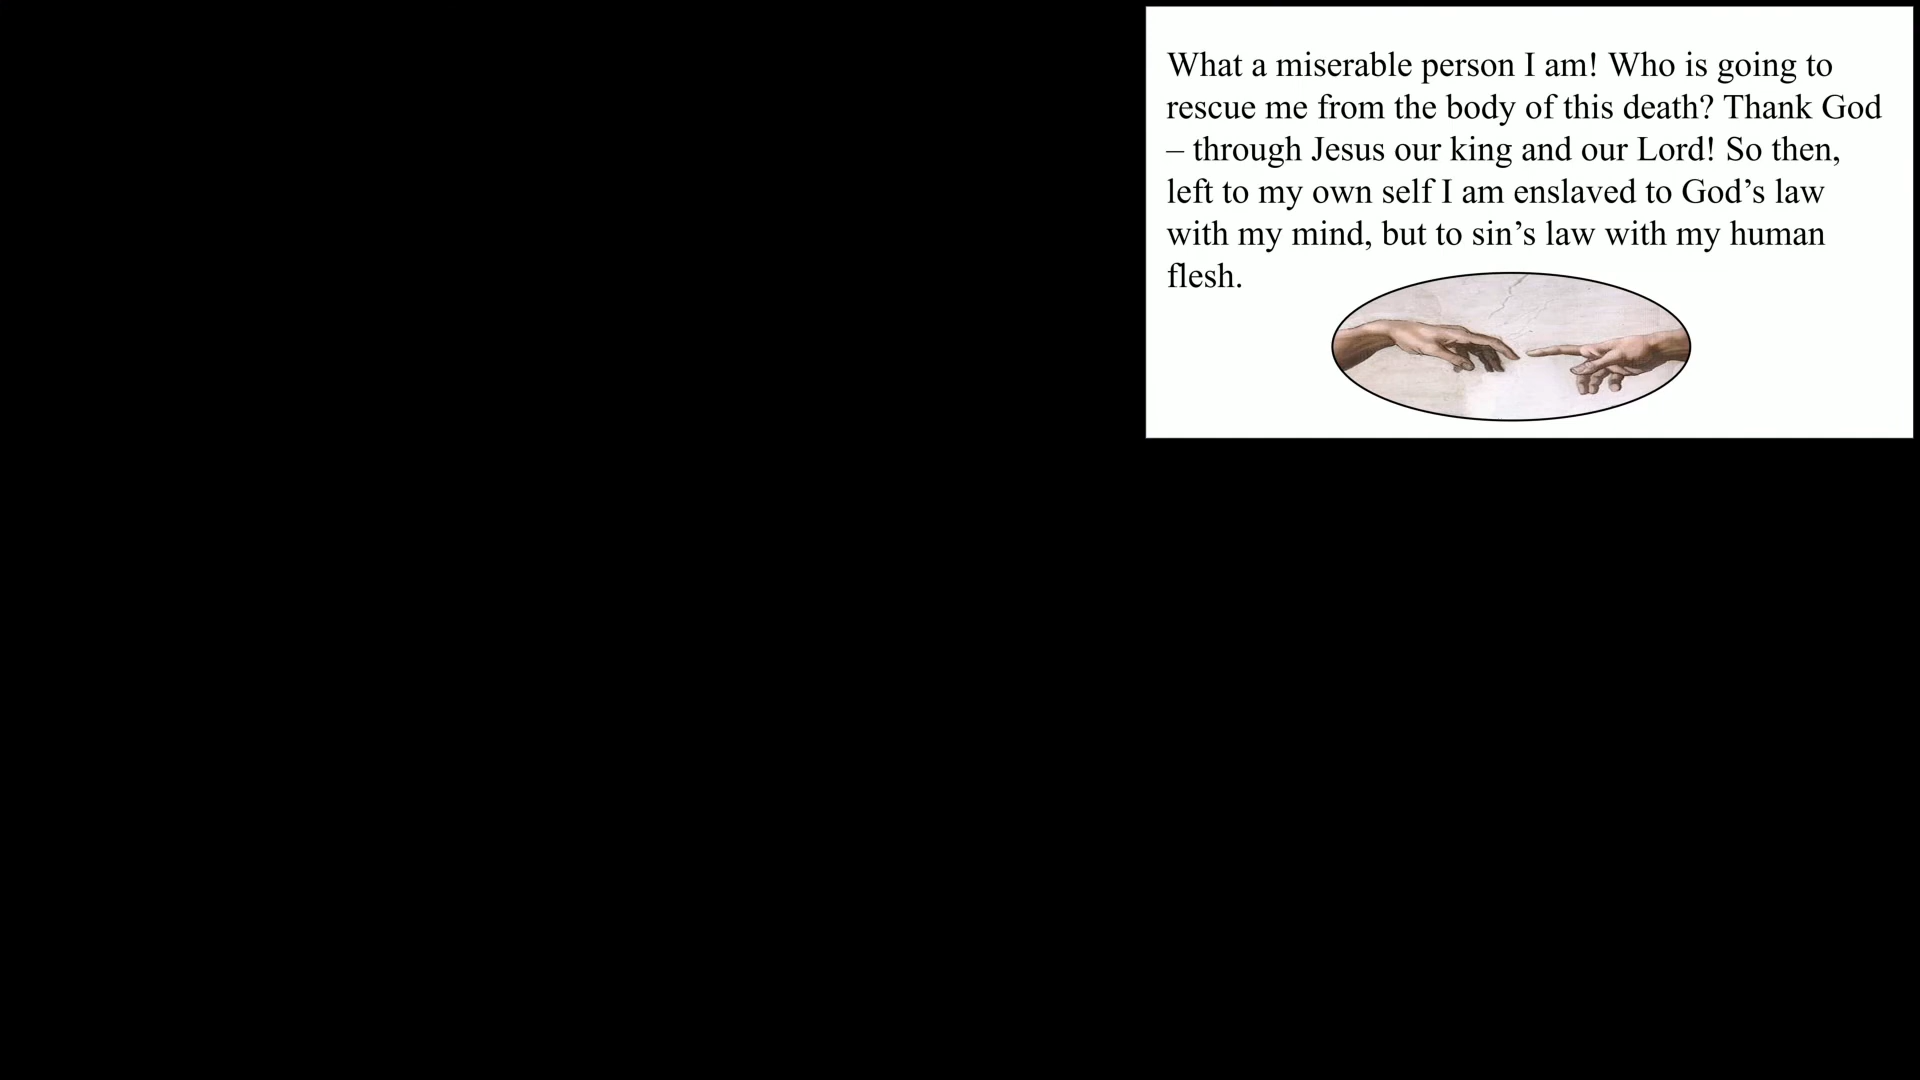 What a miserable person I am! Who is going to
rescue me from the body of this death? Thank God
– through Jesus our king and our Lord! So then,
left to my own self I am enslaved to God’s law
with my mind, but to sin’s law with my human
flesh.